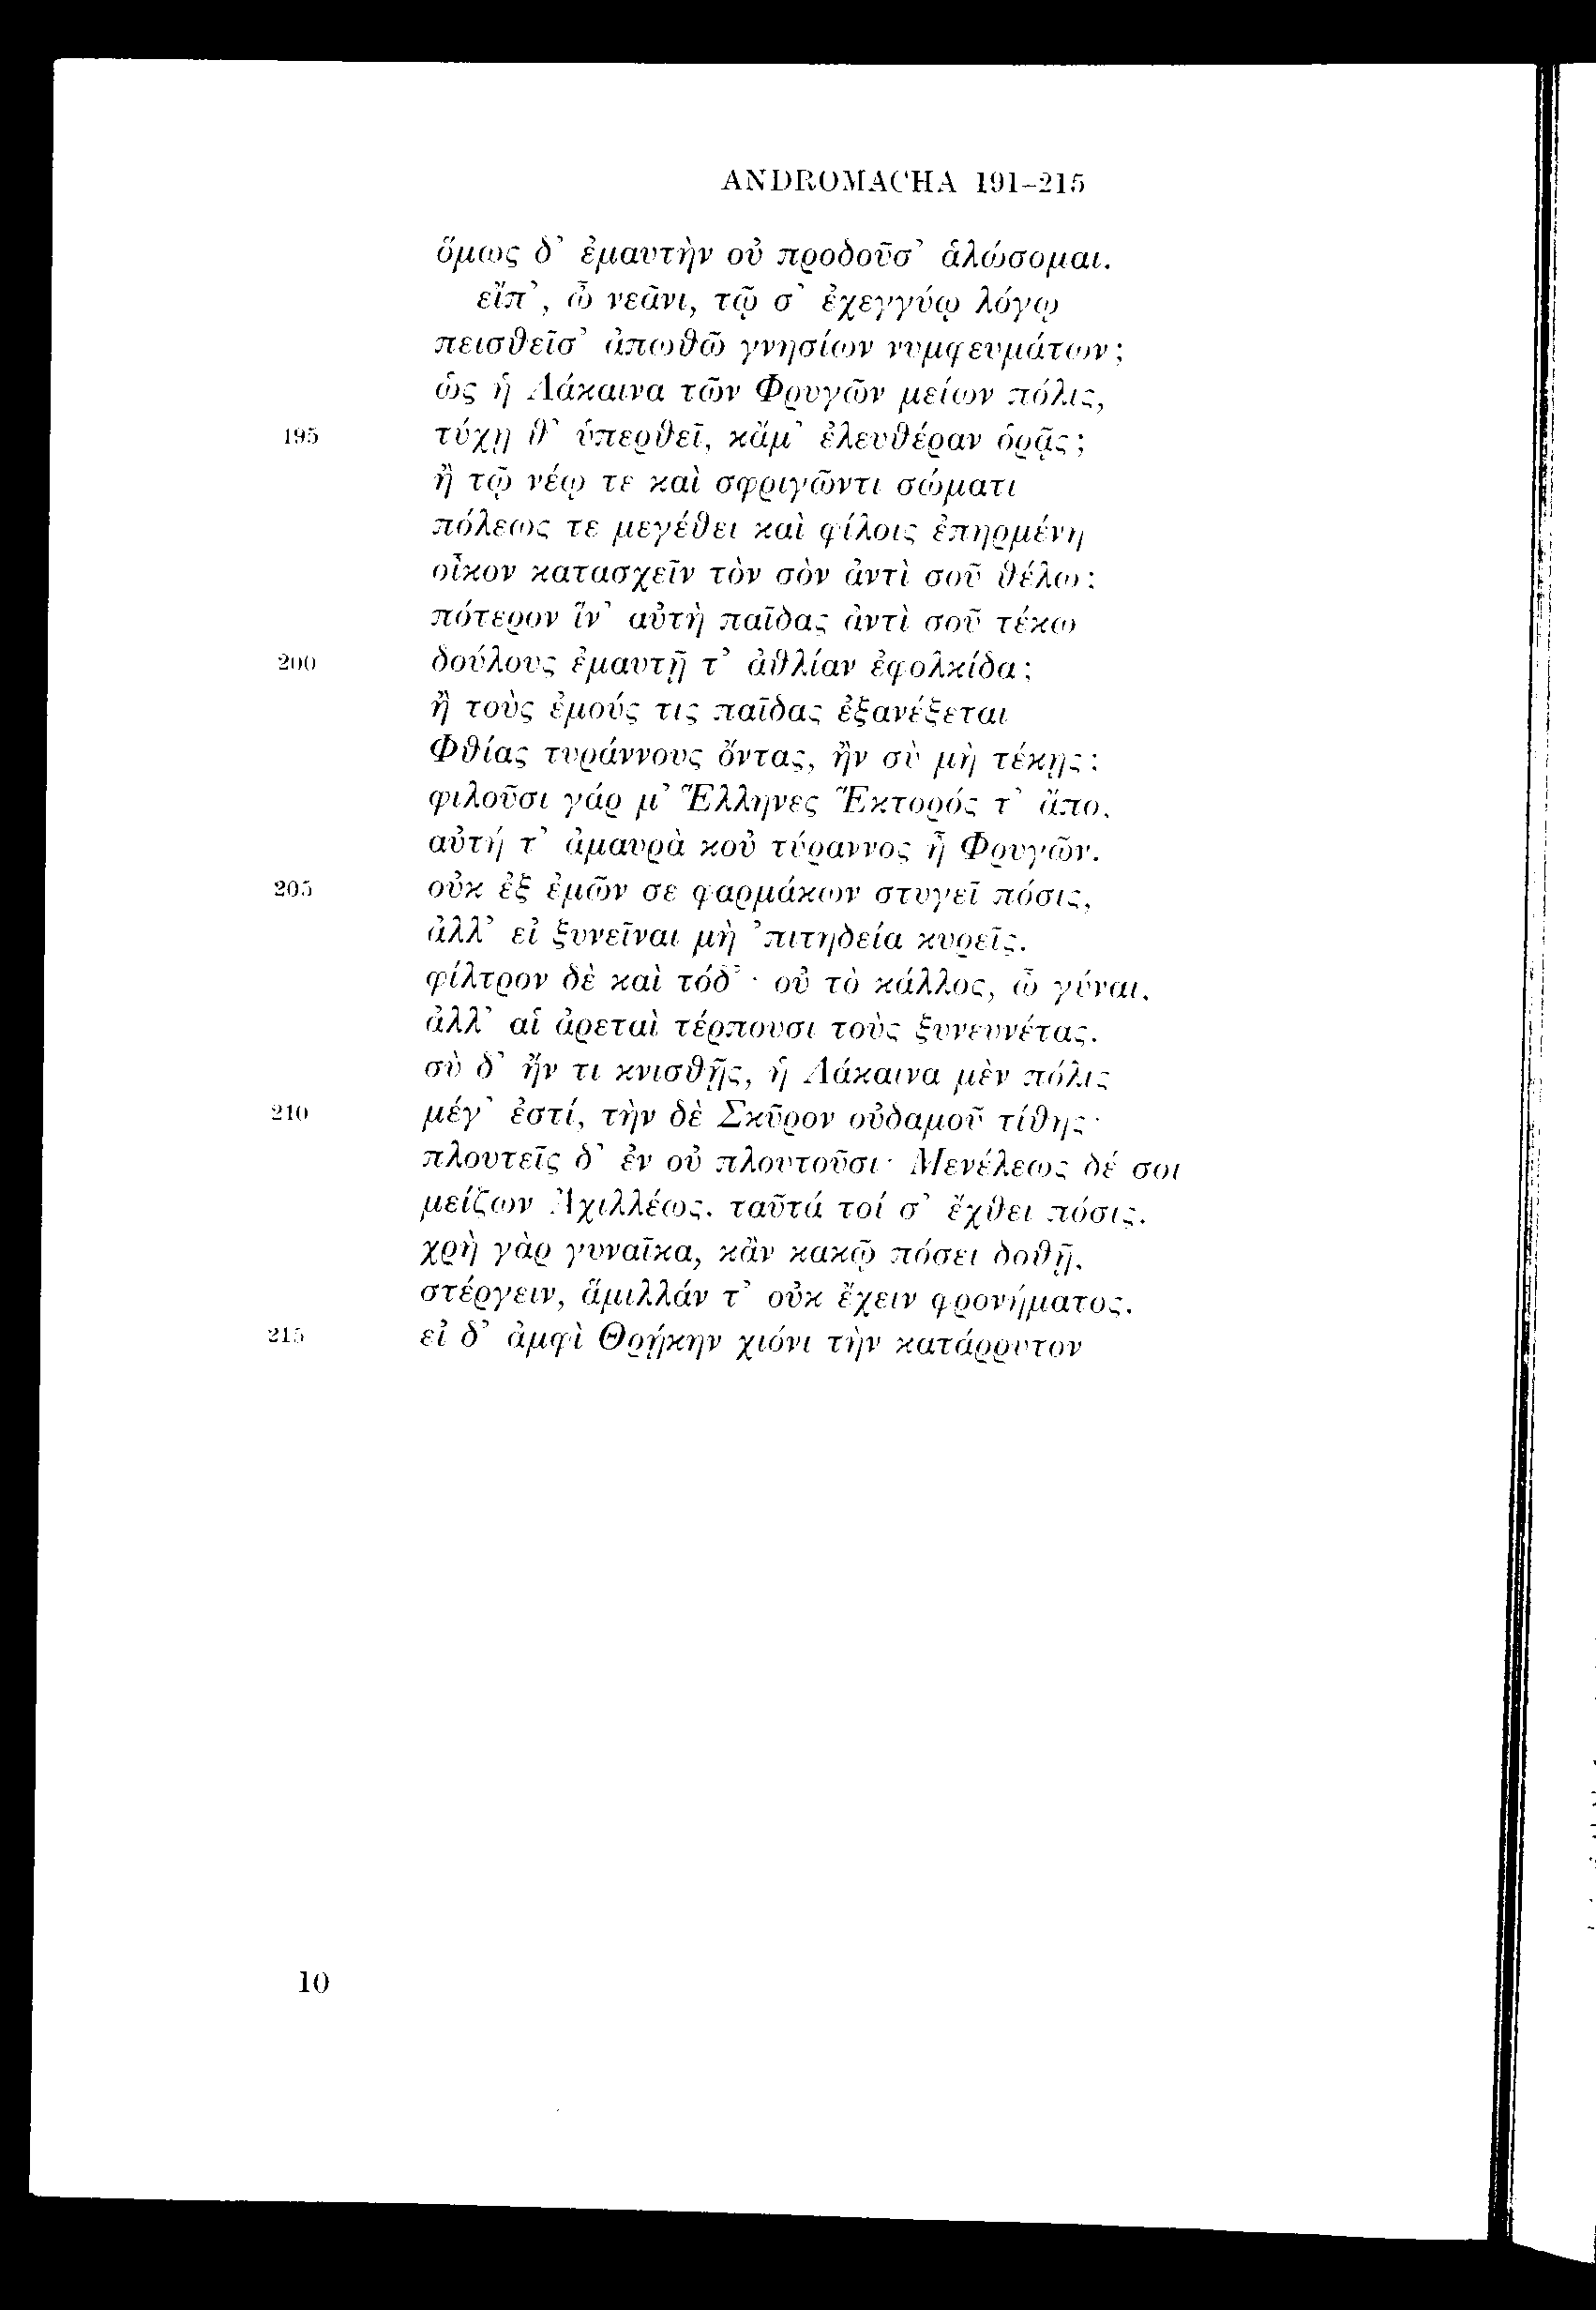 ANDROMACHA 191–215
ὅμως δ’ ἐμαυτὴν οὐ προδοῦσ’ ἁλώσομαι.
εἴπ’, ὦ νεᾶνι, τῷ σ’ ἐχεγγύῳ λόγῳ
πεισθεῖσ’ ἀπωθῶ γνησίων νυμφευμάτων;
ὡς ἡ Λάκαινα τῶν Φρυγῶν μείων πόλις,
195 τύχῃ θ’ ὑπερθεῖ, κἄμ’ ἐλευθέραν ὁρᾷς;
ἢ τῷ νέῳ τε καὶ σφριγῶντι σώματι
πόλεως τε μεγέθει καὶ φίλοις ἐπηρμένη
οἶκον κατασχεῖν τὸν σὸν ἀντὶ σοῦ θέλω;
πότερον ἵν’ αὐτὴ παῖδας ἀντὶ σοῦ τέκω
200 δούλους ἐμαυτῇ τ’ ἀθλίαν ἐφολκίδα;
ἢ τοὺς ἐμούς τις παῖδας ἐξανέξεται
Φθίας τυράννους ὄντας, ἢν σὺ μὴ τέκῃς;
φιλοῦσι γάρ μ’ Ἕλληνες Ἕκτορός τ’ ἄπο,
αὐτή τ’ ἀμαυρὰ κοὐ τύραννος ἦ Φρυγῶν.
205 οὐκ ἐξ ἐμῶν σε φαρμάκων στυγεῖ πόσις,
ἀλλ’ εἰ ξυνεῖναι μὴ ’πιτηδεία κυρεῖς.
φίλτρον δὲ καὶ τόδ’· οὐ τὸ κάλλος, ὦ γύναι,
ἀλλ’ αἱ ἀρεταὶ τέρπουσι τοὺς ξυνευνέτας.
σὺ δ’ ἤν τι κνισθῇς, ἡ Λάκαινα μὲν πόλις
210 μέγ’ ἐστί, τὴν δὲ Σκῦρον οὐδαμοῦ τίθης·
πλουτεῖς δ’ ἐν οὐ πλουτοῦσι· Μενέλεως δέ σοι
μείζων Ἀχιλλέως. ταῦτά τοί σ’ ἔχθει πόσις.
χρὴ γὰρ γυναῖκα, κἂν κακῷ πόσει δοθῇ,
στέργειν, ἅμιλλάν τ’ οὐκ ἔχειν φρονήματος.
215 εἰ δ’ ἀμφὶ Θρῄκην χιόνι τὴν κατάρρυτον
10